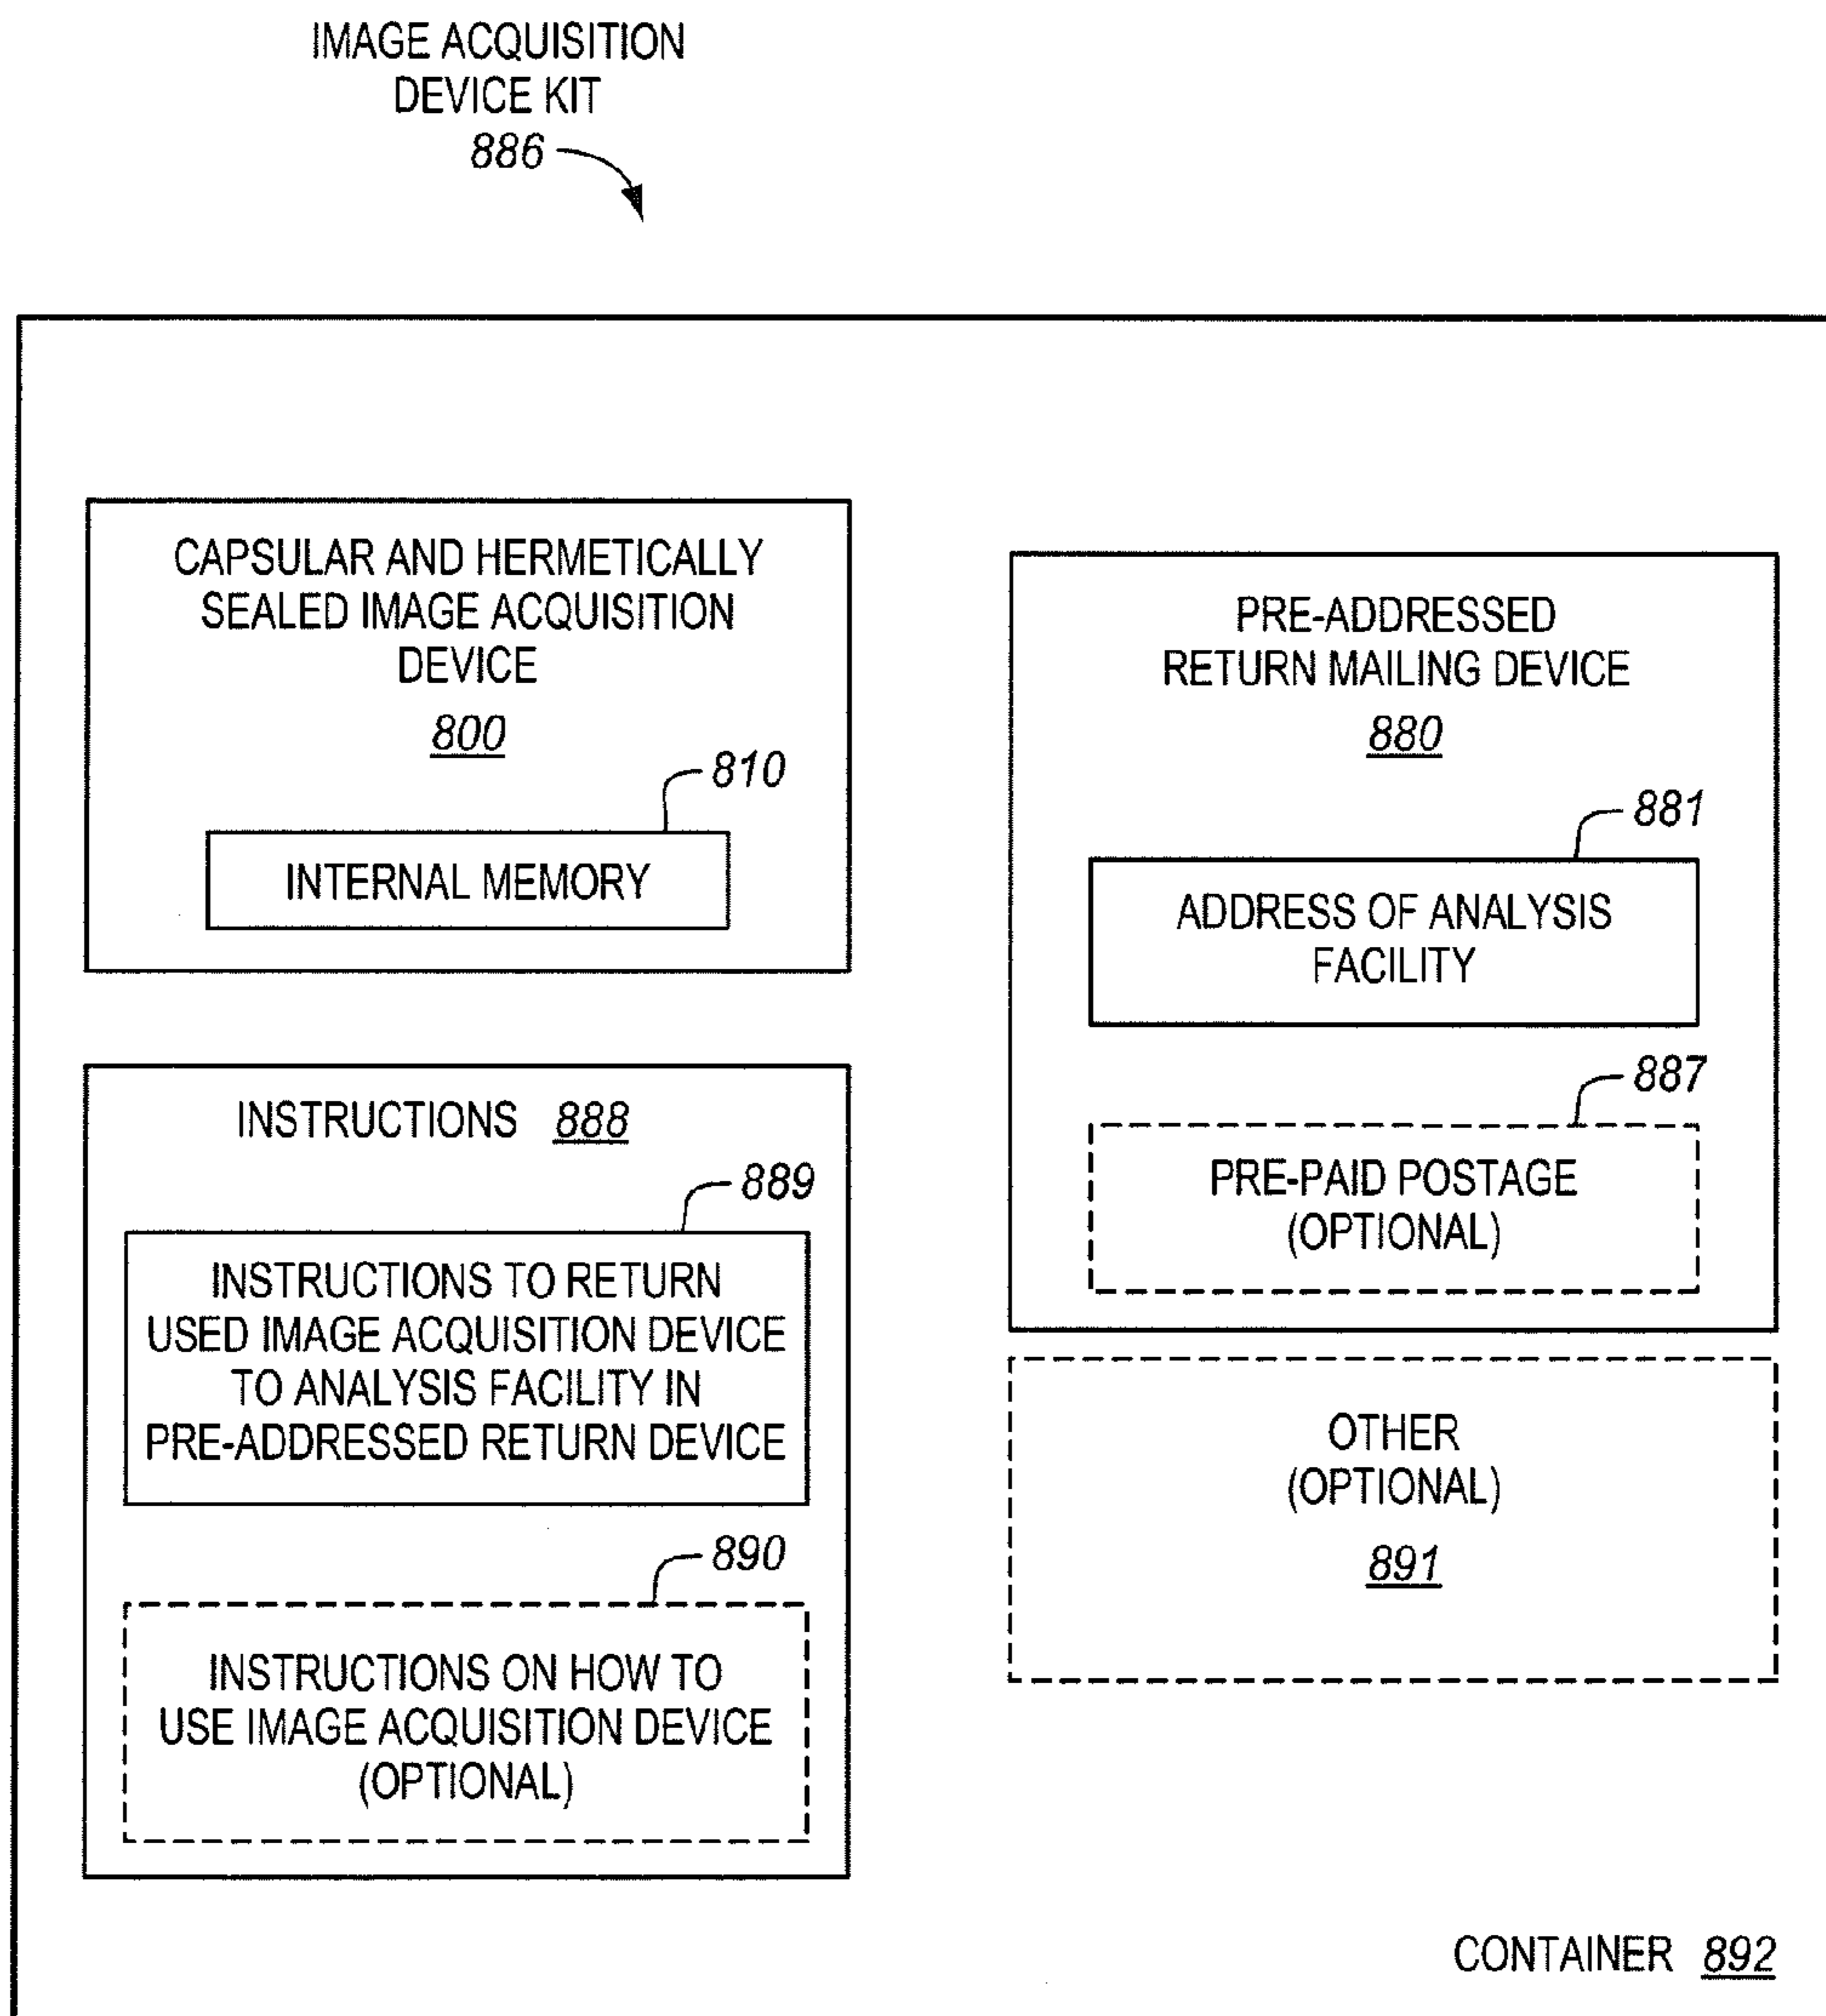 IMAGE ACQUISITION
DEVICE KIT
886
CAPSULAR AND HERMETICALLY
SEALED IMAGE ACQUISITION
DEVICE
800
810
INTERNAL MEMORY
INSTRUCTIONS 888
889
INSTRUCTIONS TO RETURN
USED IMAGE ACQUISITION DEVICE
TO ANALYSIS FACILITY IN
PRE-ADDRESSED RETURN DEVICE
890
INSTRUCTIONS ON HOW TO
USE IMAGE ACQUISITION DEVICE
(OPTIONAL)
PRE-ADDRESSED
RETURN MAILING DEVICE
880
881
ADDRESS OF ANALYSIS
FACILITY
887
PRE-PAID POSTAGE
(OPTIONAL)
OTHER
(OPTIONAL)
891
CONTAINER 892